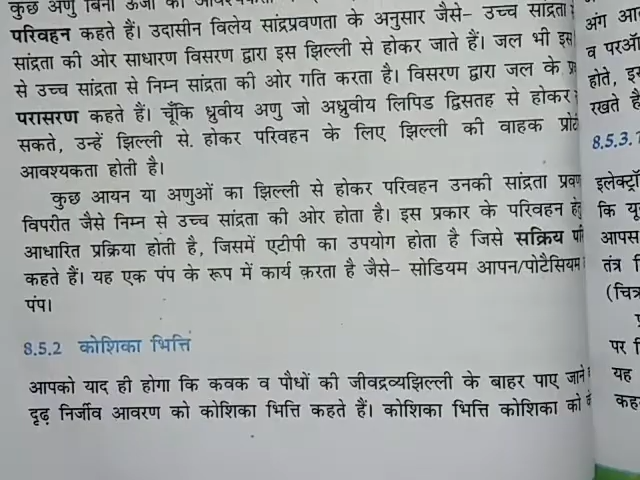 कुछ अणु बिना ऊर्जा की
परिवहन कहते हैं। उदासीन विलेय सांद्रप्रवणता के अनुसार जैसे– उच्च सांद्रता
सांद्रता की ओर साधारण विसरण द्वारा इस झिल्ली से होकर जाते हैं। जल भी इस
से उच्च सांद्रता से निम्न सांद्रता की ओर गति करता है। विसरण द्वारा जल के
परासरण कहते हैं। चूँकि ध्रुवीय अणु जो अध्रुवीय लिपिड द्विसतह से होकर
सकते, उन्हें झिल्ली से. होकर परिवहन के लिए झिल्ली की वाहक
आवश्यकता होती है।
कुछ आयन या अणुओं का झिल्ली से होकर परिवहन उनकी सांद्रता
विपरीत जैसे निम्न से उच्च सांद्रता की ओर होता है। इस प्रकार के परिवहन
आधारित प्रक्रिया होती है, जिसमें एटीपी का उपयोग होता है जिसे सक्रिय
कहते हैं। यह एक पंप के रूप में कार्य करता है जैसे– सोडियम आपन/पोटैसियम
पंप।
8.5.2 कोशिका भित्ति
आपको याद ही होगा कि कवक व पौधों की जीवद्रव्यझिल्ली के बाहर पाए जाने
दृढ़ निर्जीव आवरण को कोशिका भित्ति कहते हैं। कोशिका भित्ति कोशिका को
अंग
व
होते,
रखते
8.5.3.
कि
आपस
तंत्र
पर
यह